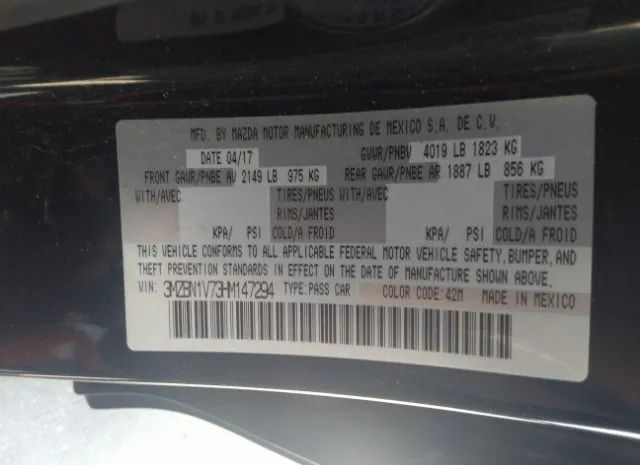 MFD. BY MAZDA MOTOR MANUFACTURING DE MEXICO S.A. DE C.V.
DATE 04/17 GVWR/PNBV 4019 LB 1823 KG
FRONT GAWR/PNBE AV 2149 LB 975 KG REAR GAWR/PNBE AR 1887 LB 856 KG
WITH/AVEC TIRES/PNEUS WITH/AVEC TIRES/PNEUS
RIMS/JANTES RIMS/JANTES
KPA/ PSI COLD/A FROID KPA/ PSI COLD/A FROID
THIS VEHICLE CONFORMS TO ALL APPLICABLE FEDERAL MOTOR VEHICLE SAFETY, BUMPER, AND
THEFT PREVENTION STANDARDS IN EFFECT ON THE DATE OF MANUFACTURE SHOWN ABOVE.
VIN: 3MZBN1V73HM147294 TYPE:PASS CAR COLOR CODE:42M MADE IN MEXICO